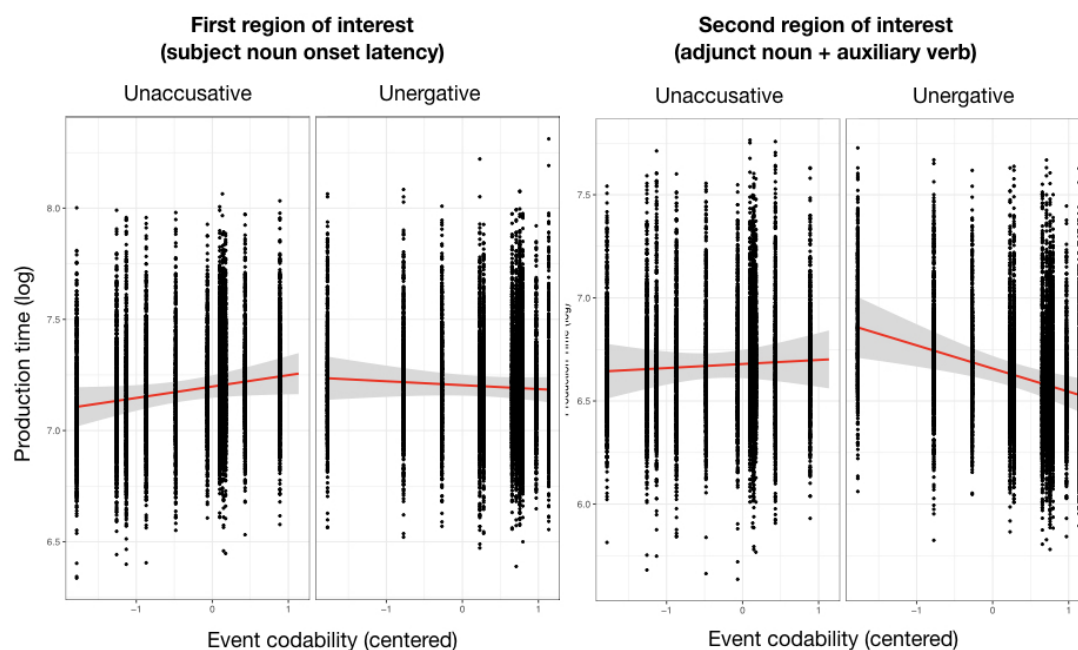 First region of interest
(subject noun onset latency)
Second region of interest
(adjunct noun + auxiliary verb)
Unaccusative
Unergative
Unaccusative
Unergative
Production time (log)
8.0
7.5
7.0
6.5
7.5
7.0
6.5
6.0
-1
0
1
-1
0
1
-1
0
1
-1
0
1
Event codability (centered)
Event codability (centered)